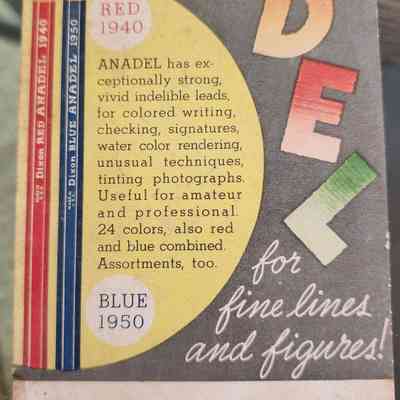 RED
1940
ANADEL has ex-
ceptionally strong,
vivid indelible leads,
for colored writing,
checking, signatures,
water color rendering,
unusual techniques,
tinting photographs.
Useful for amateur
and professional.
24 colors, also red
and blue combined.
Assortments, too.
BLUE
1950
Dixon RED ANADEL 1940
Dixon BLUE ANADEL 1950
DEL
for
fine lines
and figures!